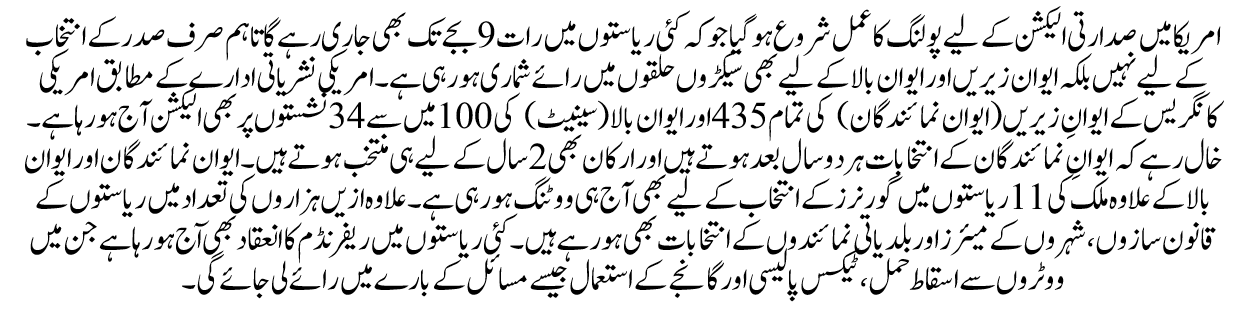 امریکا میں صدارتی الیکشن کے لیے پولنگ کا عمل شروع ہو گیا جو کہ کئی ریاستوں میں رات 9 بجے تک بھی جاری رہے گا تاہم صرف صدر کے انتخاب
کے لیے نہیں بلکہ ایوان زیریں اور ایوان بالا کے لیے بھی سیکڑوں حلقوں میں رائے شماری ہو رہی ہے۔ امریکی نشریاتی ادارے کے مطابق امریکی
کانگریس کے ایوانِ زیریں (ایوان نمائندگان) کی تمام 435 اور ایوان بالا (سینیٹ) کی 100 میں سے 34 نشستوں پر بھی الیکشن آج ہو رہا ہے۔
خال رہے کہ ایوانِ نمائندگان کے انتخابات ہر دو سال بعد ہوتے ہیں اور ارکان بھی 2 سال کے لیے ہی منتخب ہوتے ہیں۔ ایوان نمائندگان اور ایوان
بالا کے علاوہ ملک کی 11 ریاستوں میں گورنرز کے انتخاب کے لیے بھی آج ہی ووٹنگ ہو رہی ہے۔ علاوہ ازیں ہزاروں کی تعداد میں ریاستوں کے
قانون سازوں، شہروں کے میئرز اور بلدیاتی نمائندوں کے انتخابات بھی ہو رہے ہیں۔ کئی ریاستوں میں ریفرنڈم کا انعقاد بھی آج ہو رہا ہے جن میں
ووٹروں سے اسقاط حمل، ٹیکس پالیسی اور گانجے کے استعمال جیسے مسائل کے بارے میں رائے لی جائے گی۔